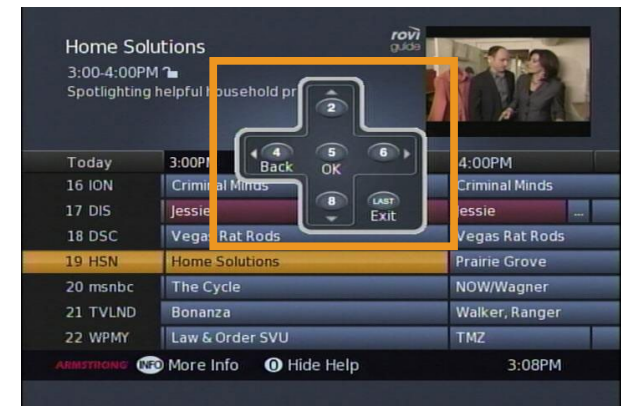 Home Solutions
rovi
guide
3:00-4:00PM
Spotlighting helpful household pr
2
4 5 6
Back OK
8 LAST
Exit
Today 3:00PM 4:00PM
16 ION Criminal Minds Criminal Minds
17 DIS Jessie Jessie ...
18 DSC Vegas Rat Rods Vegas Rat Rods
19 HSN Home Solutions Prairie Grove
20 msnbc The Cycle NOW/Wagner
21 TVLND Bonanza Walker, Ranger
22 WPMY Law & Order SVU TMZ
ARMSTRONG INFO More Info 0 Hide Help 3:08PM